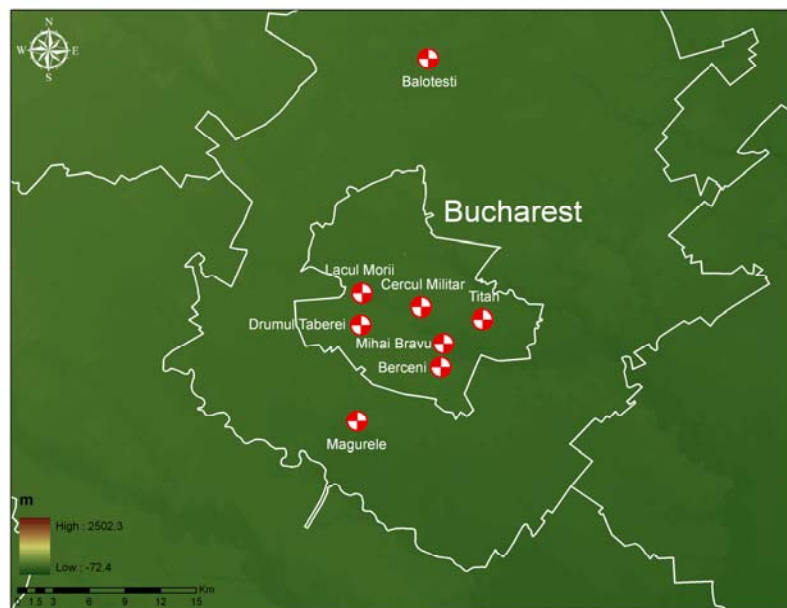 N
W E
S
Balotesti
Bucharest
Lacul Morii
Cercul Militar
Titan
Drumul Taberei
Mihai Bravu
Berceni
Magurele
m
High : 2502.3
Low : -72.4
Km
0 1.5 3 6 9 12 15